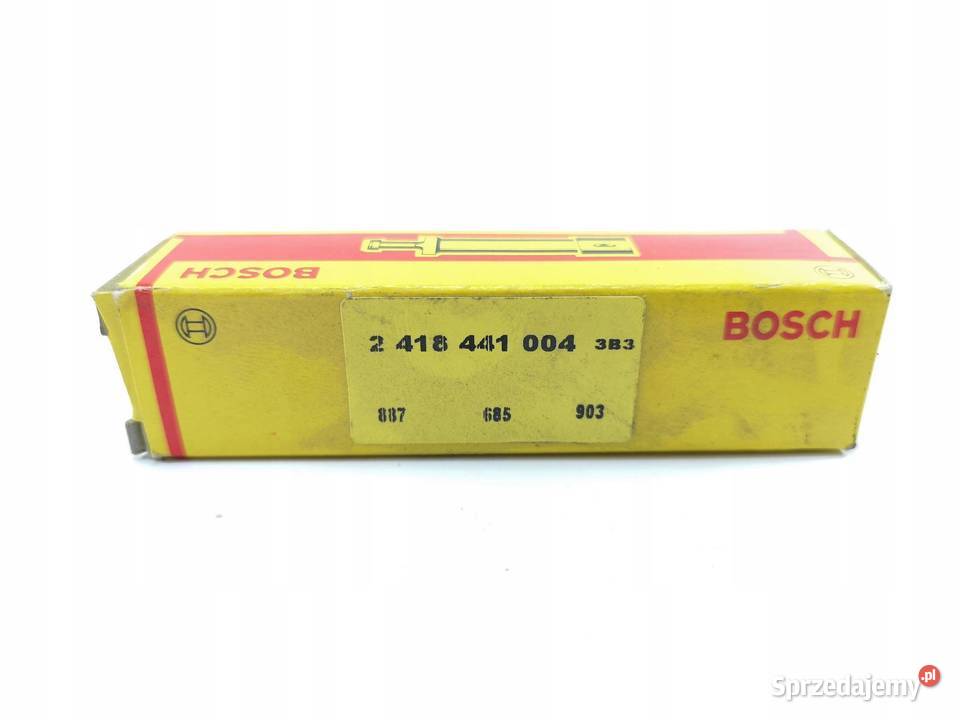 BOSCH
BOSCH
2 418 441 004 3B3
887 685 903
Sprzedajemy.pl